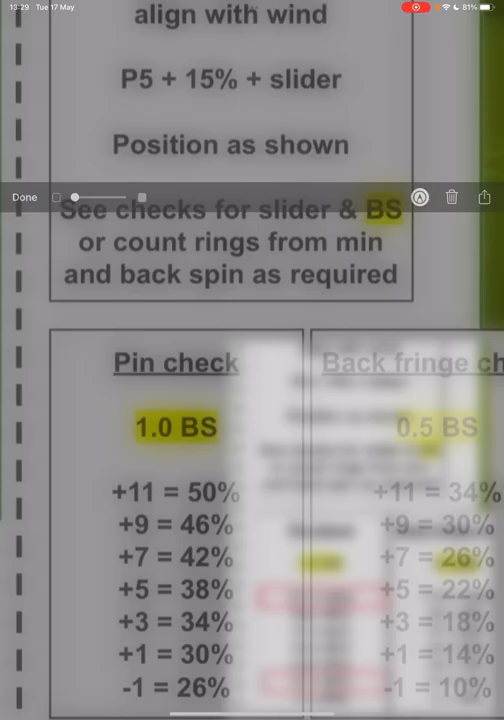 13:29 Tue 17 May
81%
align with wind
P5 + 15% + slider
Position as shown
Done
See checks for slider & BS
or count rings from min
and back spin as required
Pin check
Back fringe ch
1.0 BS
0.5 BS
+11 = 50%
+11 = 34%
+9 = 46%
+9 = 30%
+7 = 42%
+7 = 26%
+5 = 38%
+5 = 22%
+3 = 34%
+3 = 18%
+1 = 30%
+1 = 14%
-1 = 26%
-1 = 10%